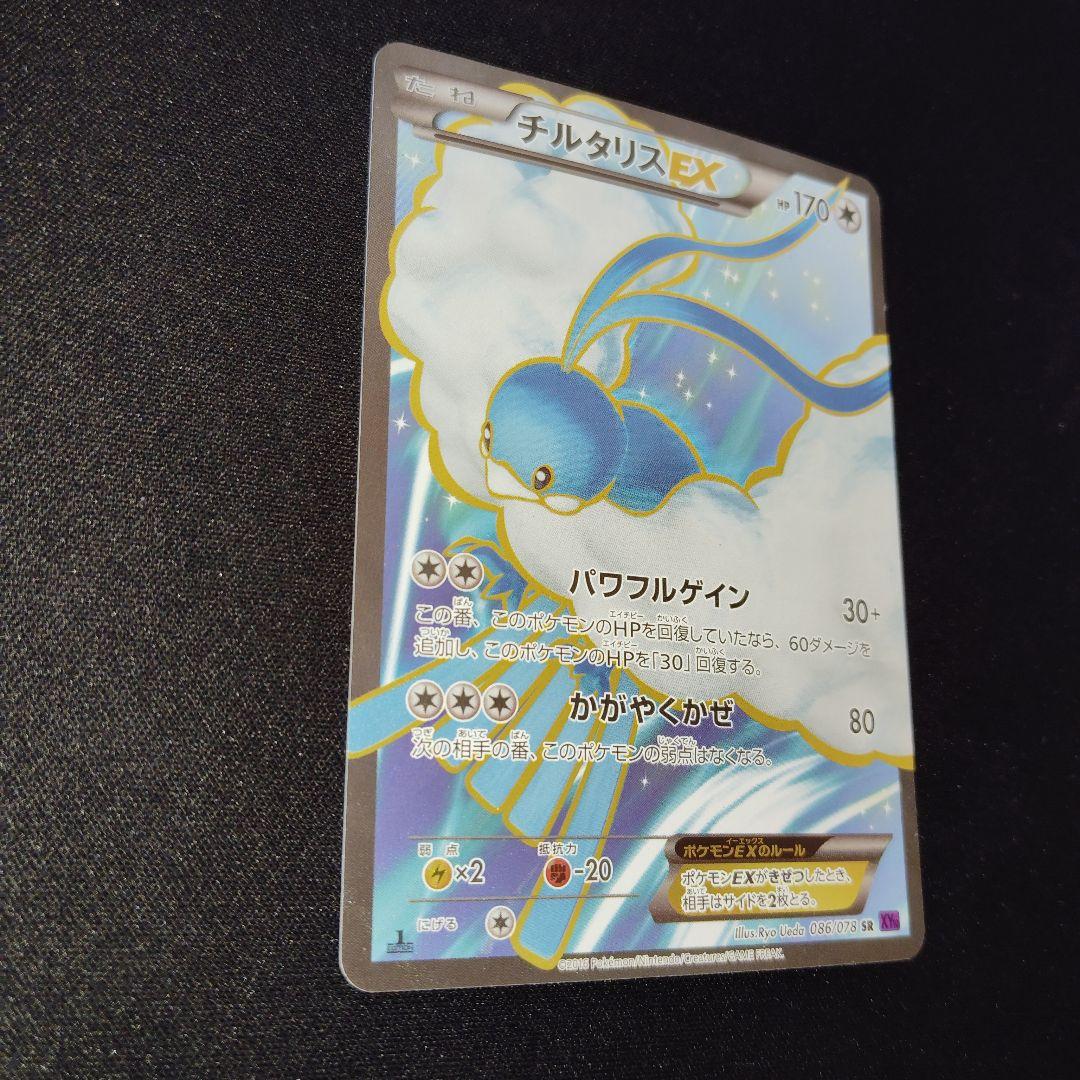 たね
チルタリスEX
HP 170
パワフルゲイン
30+
この番、このポケモンのHPを回復していたなら、60ダメージを
追加し、このポケモンのHPを「30」回復する。
かがやくかぜ
80
次の相手の番、このポケモンの弱点はなくなる。
弱点
×2
抵抗力
-20
にげる
ポケモンEXのルール
ポケモンEXがきぜつしたとき、
相手はサイドを2枚とる。
Illus.Ryo Ueda 086/078 SR
1
EDITION
©2016 Pokémon/Nintendo/Creatures/GAME FREAK.